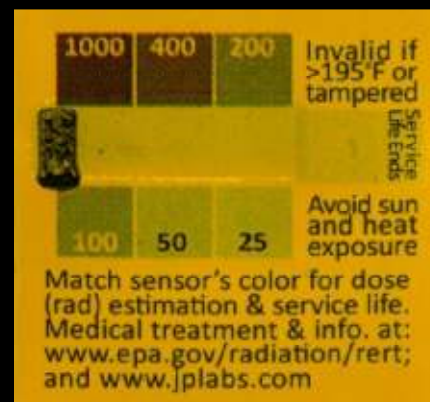 1000 400 200
Invalid if
>195°F or
tampered
Service
Life Ends
100 50 25
Avoid sun
and heat
exposure
Match sensor's color for dose
(rad) estimation & service life.
Medical treatment & info. at:
www.epa.gov/radiation/rert;
and www.jplabs.com